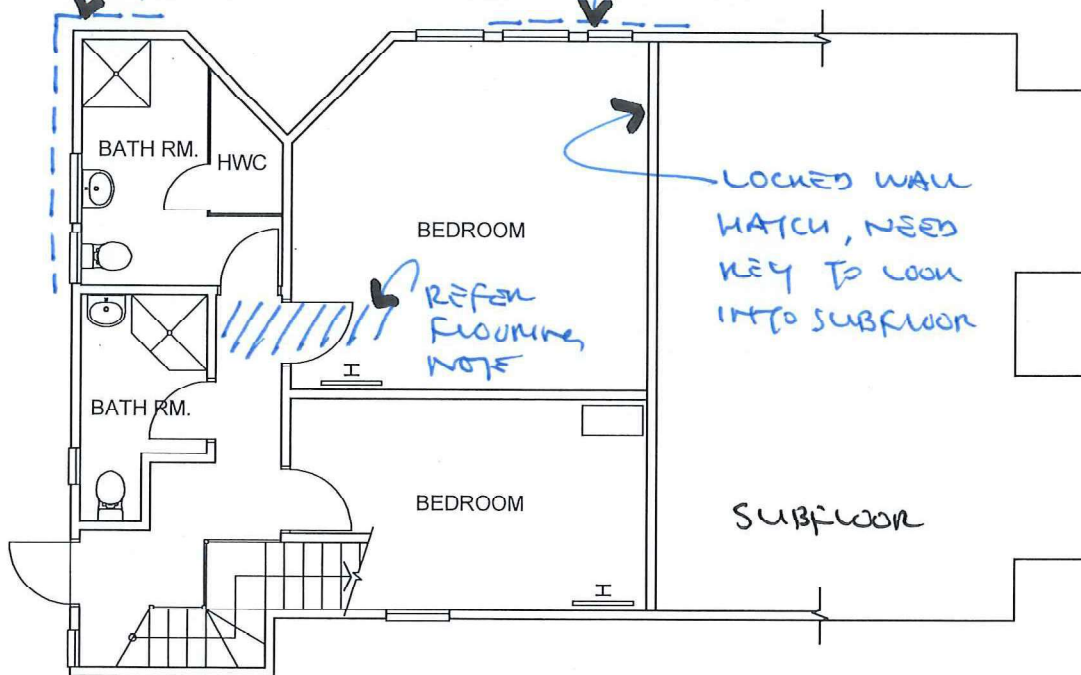 BATH RM.
HWC
BEDROOM
LOCKED WALL
HATCH, NEED
KEY TO LOOK
INTO SUBFLOOR
REFER
FLOORING
NOTE
H
BATH RM.
BEDROOM
SUBFLOOR
H